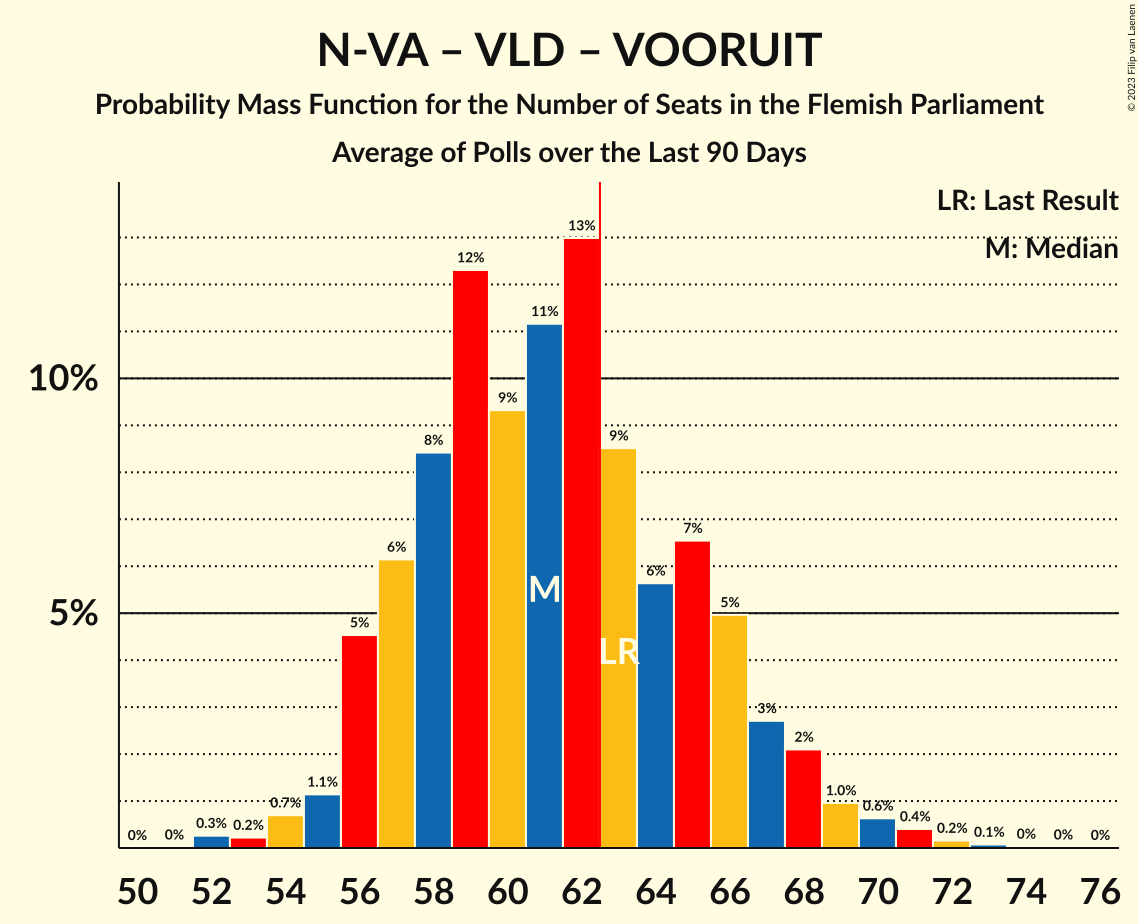 N-VA – VLD – VOORUIT
Probability Mass Function for the Number of Seats in the Flemish Parliament
Average of Polls over the Last 90 Days
© 2023 Filip van Laenen
LR: Last Result
M: Median
10%
5%
0% 0% 0.3% 0.2% 0.7% 1.1% 5% 6% 8% 12% 9% 11% 13% 9% 6% 7% 5% 3% 2% 1.0% 0.6% 0.4% 0.2% 0.1% 0% 0% 0%
M
LR
50 52 54 56 58 60 62 64 66 68 70 72 74 76